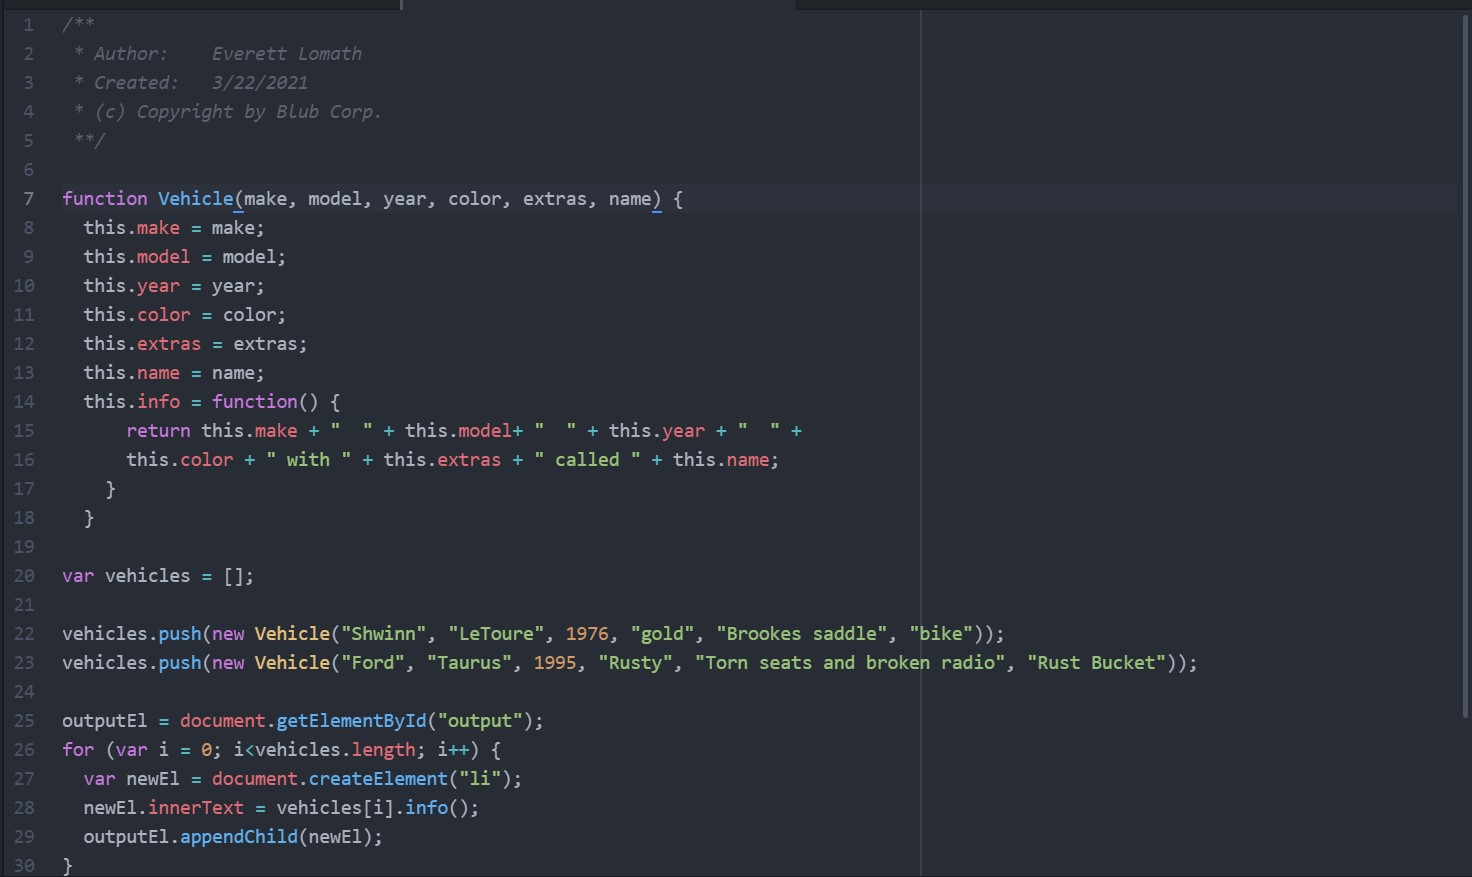 1 /**
2  * Author:    Everett Lomath
3  * Created:   3/22/2021
4  * (c) Copyright by Blub Corp.
5  **/
6
7 function Vehicle(make, model, year, color, extras, name) {
8   this.make = make;
9   this.model = model;
10   this.year = year;
11   this.color = color;
12   this.extras = extras;
13   this.name = name;
14   this.info = function() {
15       return this.make + "  " + this.model+ "  " + this.year + "  " +
16       this.color + " with " + this.extras + " called " + this.name;
17     }
18   }
19
20 var vehicles = [];
21
22 vehicles.push(new Vehicle("Shwinn", "LeToure", 1976, "gold", "Brookes saddle", "bike"));
23 vehicles.push(new Vehicle("Ford", "Taurus", 1995, "Rusty", "Torn seats and broken radio", "Rust Bucket"));
24
25 outputEl = document.getElementById("output");
26 for (var i = 0; i<vehicles.length; i++) {
27   var newEl = document.createElement("li");
28   newEl.innerText = vehicles[i].info();
29   outputEl.appendChild(newEl);
30 }